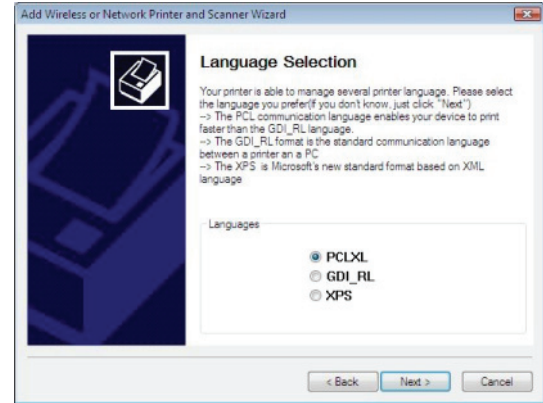 Add Wireless or Network Printer and Scanner Wizard
Language Selection
Your printer is able to manage several printer language. Please select
the language you prefer(if you don't know, just click "Next")
--> The PCL communication language enables your device to print
faster than the GDI_RL language.
--> The GDI_RL format is the standard communication language
between a printer an a PC
--> The XPS is Microsoft's new standard format based on XML
language
Languages
PCLXL
GDI_RL
XPS
< Back
Next >
Cancel